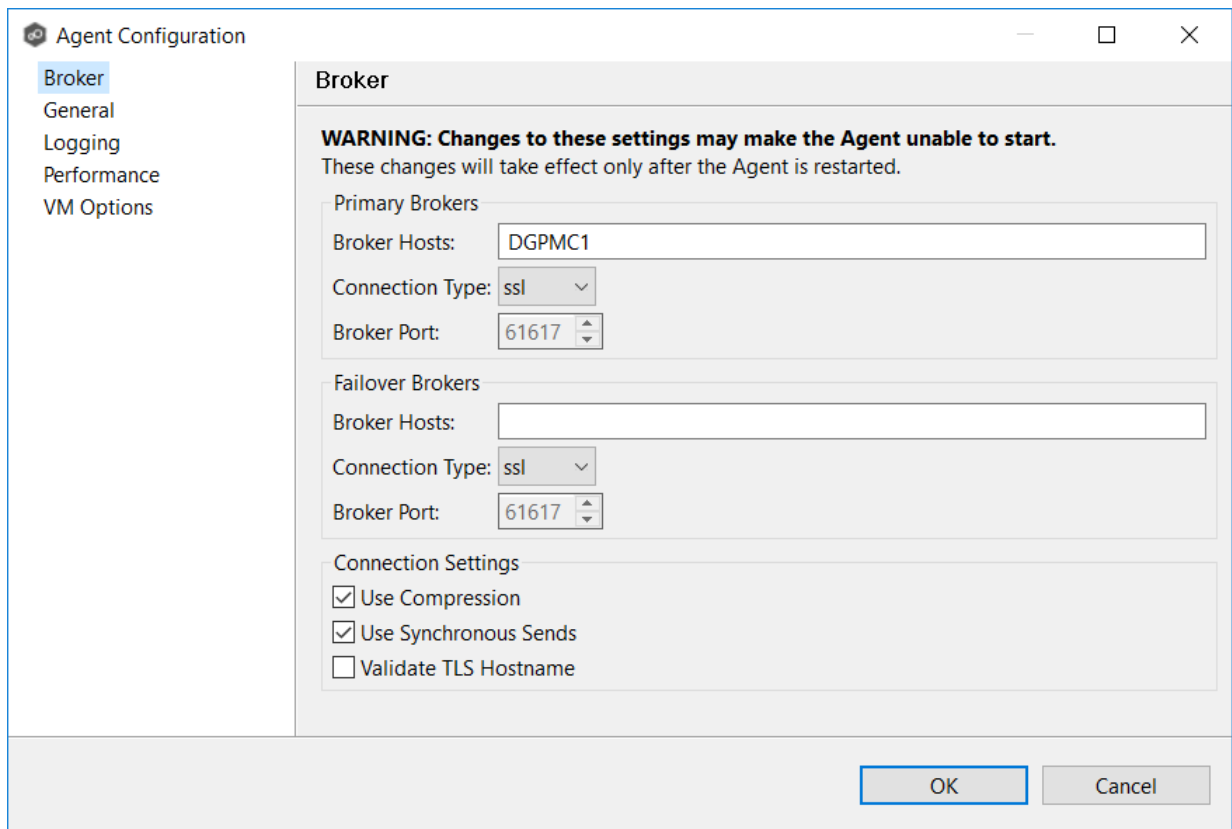 Agent Configuration
Broker
General
Logging
Performance
VM Options
Broker
WARNING: Changes to these settings may make the Agent unable to start.
These changes will take effect only after the Agent is restarted.
Primary Brokers
Broker Hosts: DGPMC1
Connection Type: ssl
Broker Port: 61617
Failover Brokers
Broker Hosts:
Connection Type: ssl
Broker Port: 61617
Connection Settings
Use Compression
Use Synchronous Sends
Validate TLS Hostname
OK Cancel